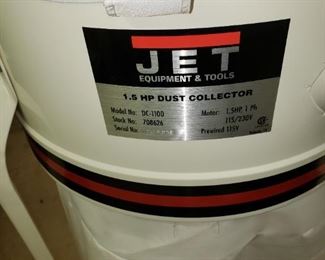 JET
EQUIPMENT & TOOLS
1.5 HP DUST COLLECTOR
Model No: DC-1100 Motor: 1.5HP, 1 Ph
Stock No: 708626 115/230V
Serial No: Prewired 115V